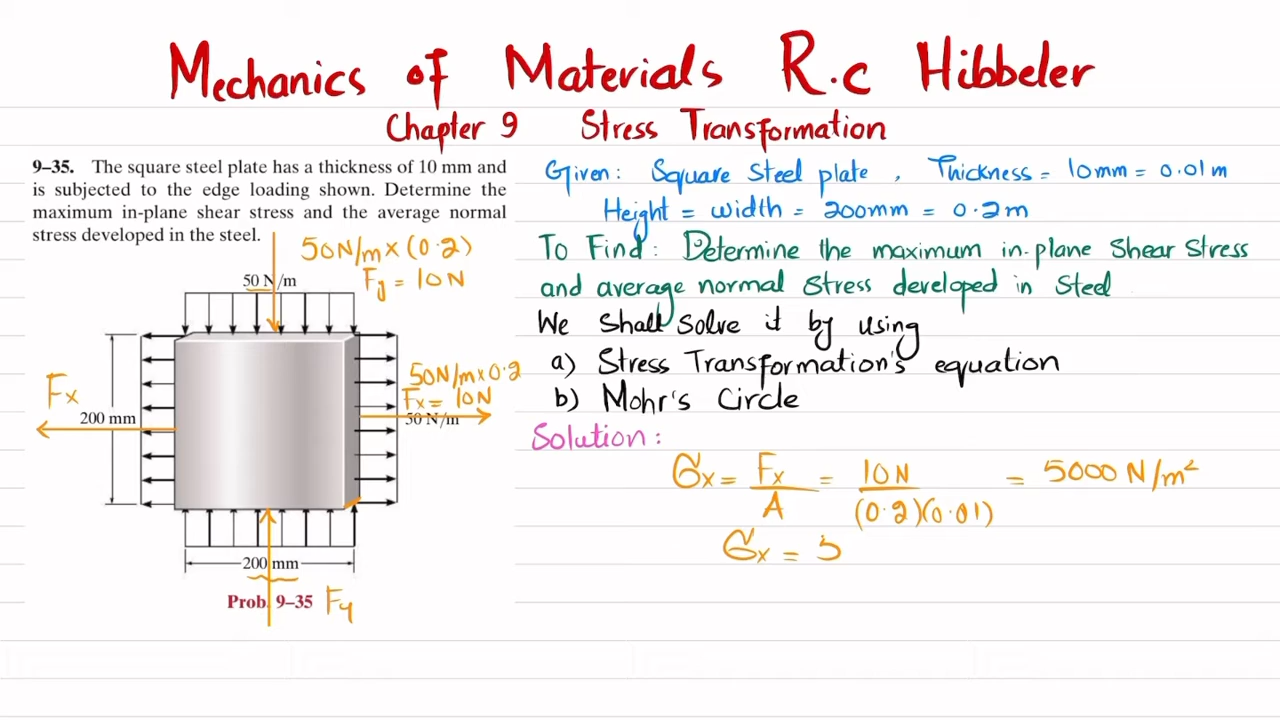 Mechanics of Materials R.c Hibbeler
Chapter 9 Stress Transformation
9–35. The square steel plate has a thickness of 10 mm and
is subjected to the edge loading shown. Determine the
maximum in-plane shear stress and the average normal
stress developed in the steel.
50N/m×(0.2)
Fy = 10N
50 N/m
50N/m×0.2
Fx = 10N
50 N/m
Fx
200 mm
200 mm
Prob. 9–35
Fy
Given: Square Steel plate , Thickness = 10mm = 0.01m
Height = width = 200mm = 0.2m
To Find: Determine the maximum in-plane Shear Stress
and average normal Stress developed in Steel
We Shall Solve it by using
a) Stress Transformation's equation
b) Mohr's Circle
Solution:
σx = Fx/A = 10N/(0.2)(0.01) = 5000 N/m²
σx = 5